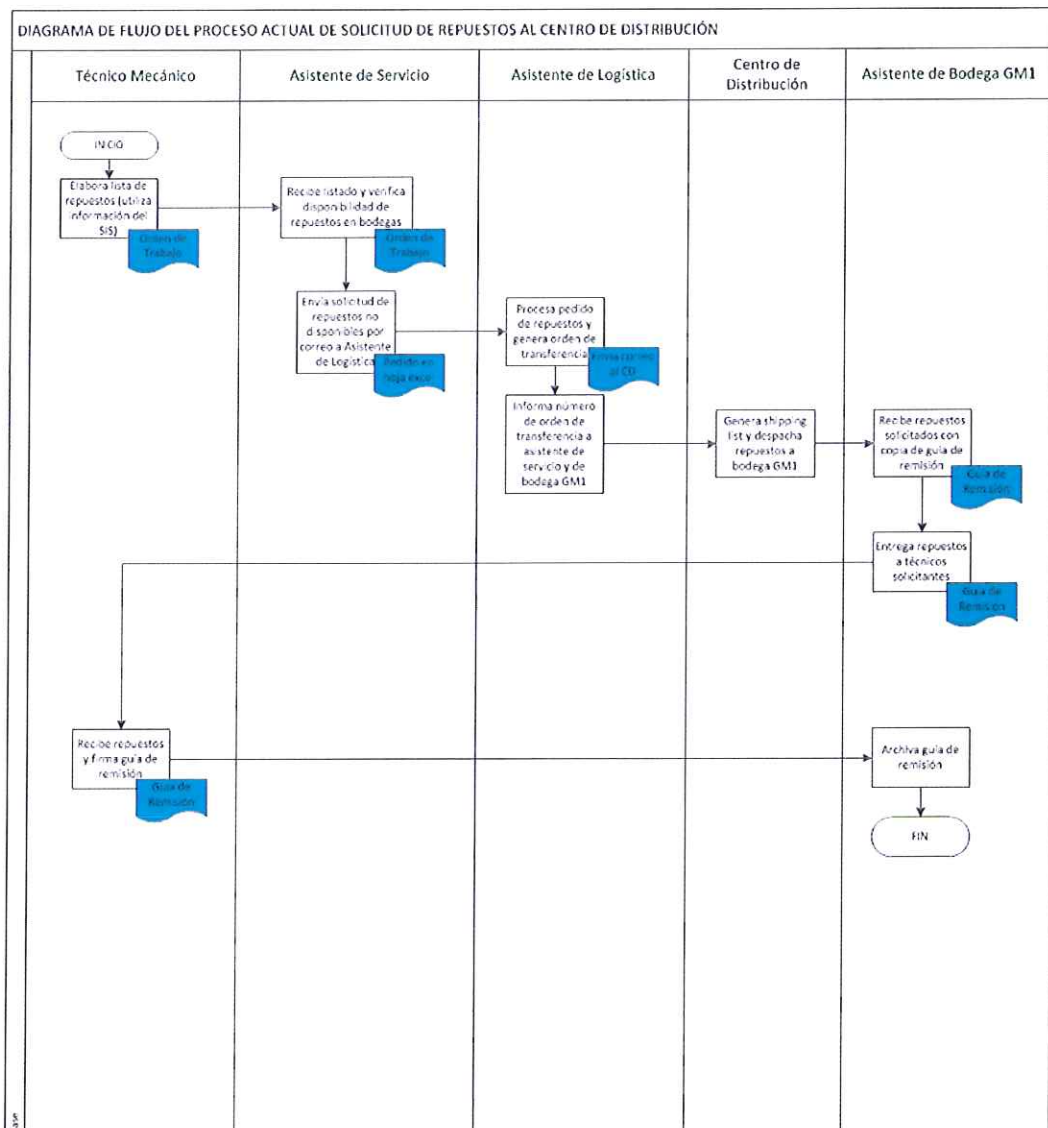 DIAGRAMA DE FLUJO DEL PROCESO ACTUAL DE SOLICITUD DE REPUESTOS AL CENTRO DE DISTRIBUCIÓN
Técnico Mecánico
Asistente de Servicio
Asistente de Logística
Centro de
Distribución
Asistente de Bodega GM1
INICIO
Elabora lista de
repuestos (utiliza
información del
SIS)
Orden de
Trabajo
Recibe listado y verifica
disponibilidad de
repuestos en bodegas
Orden de
Trabajo
Envía solicitud de
repuestos no
disponibles por
correo a Asistente
de Logística
Pedido en
hoja excel
Procesa pedido
de repuestos y
genera orden de
transferencia
Envía correo
al CD
Informa número
de orden de
transferencia a
asistente de
servicio y de
bodega GM1
Genera shipping
list y despacha
repuestos a
bodega GM1
Recibe repuestos
solicitados con
copia de guía de
remisión
Guía de
Remisión
Entrega repuestos
a técnicos
solicitantes
Guía de
Remisión
Recibe repuestos
y firma guía de
remisión
Guía de
Remisión
Archiva guía de
remisión
FIN
ase